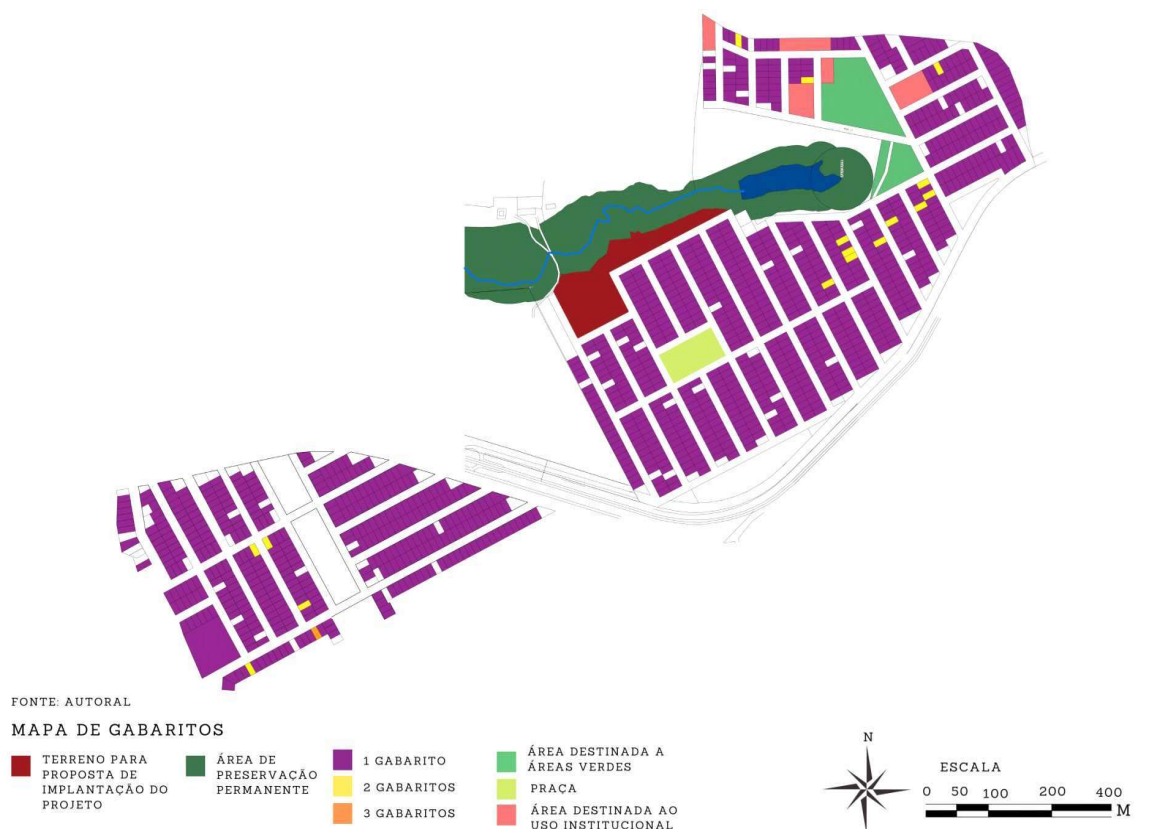 FONTE: AUTORAL
MAPA DE GABARITOS
TERRENO PARA
PROPOSTA DE
IMPLANTAÇÃO DO
PROJETO
ÁREA DE
PRESERVAÇÃO
PERMANENTE
1 GABARITO
2 GABARITOS
3 GABARITOS
ÁREA DESTINADA A
ÁREAS VERDES
PRAÇA
ÁREA DESTINADA AO
USO INSTITUCIONAL
N
ESCALA
0 50 100 200 400
M